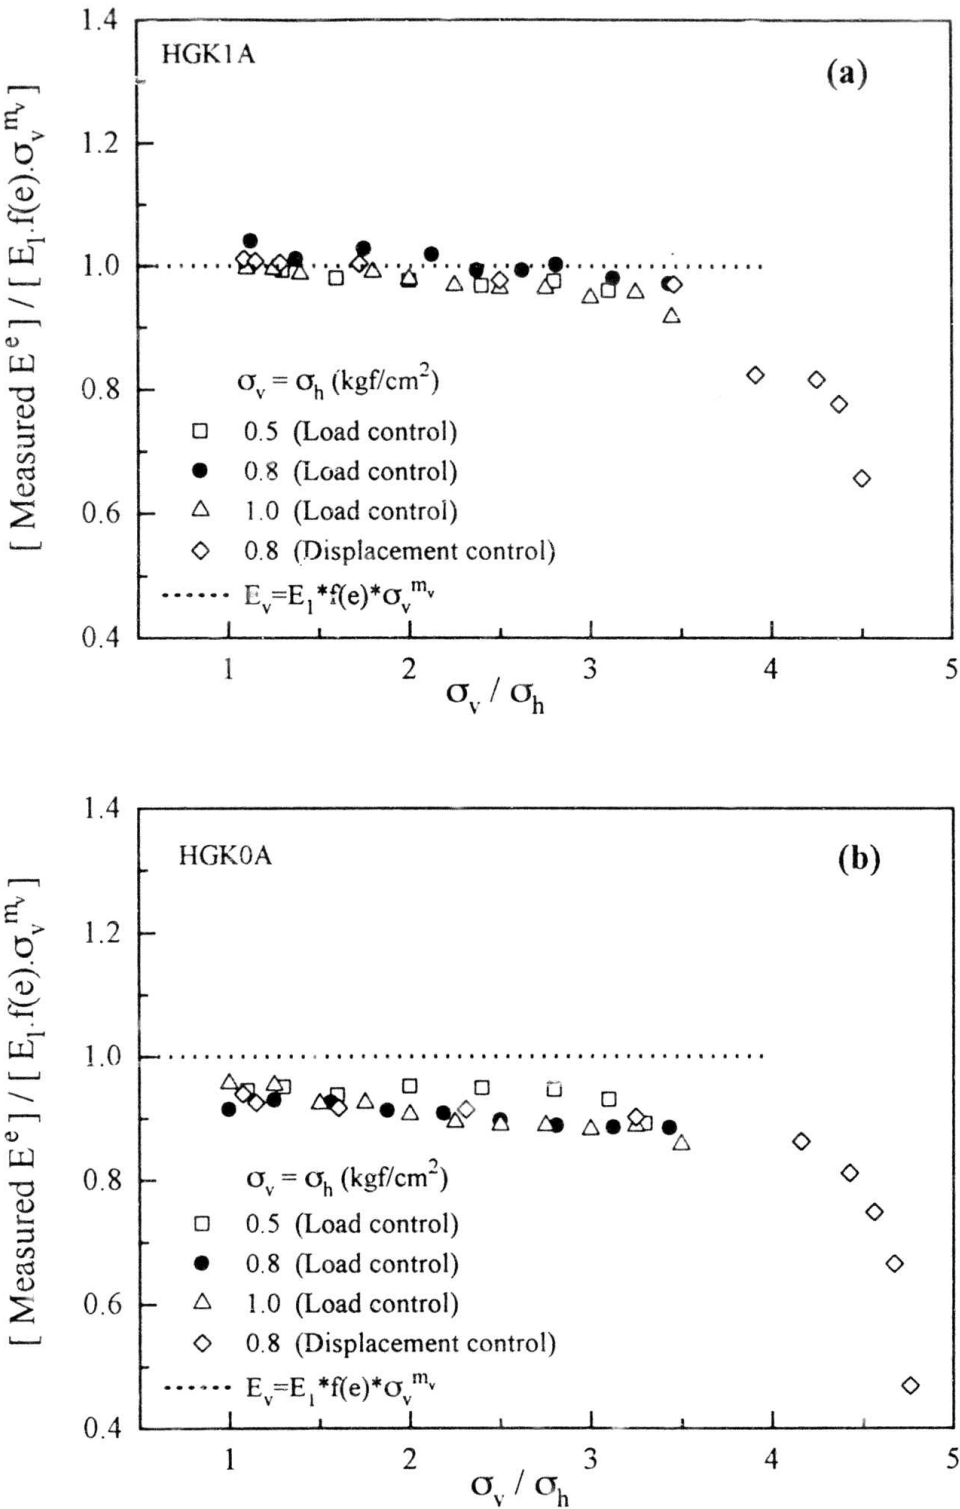 1.4
HGK1A
(a)
1.2
1.0
0.8
0.6
0.4
[ Measured E^e ] / [ E_1.f(e).σ_v^{m_v} ]
σ_v = σ_h (kgf/cm^2)
□ 0.5 (Load control)
● 0.8 (Load control)
△ 1.0 (Load control)
◇ 0.8 (Displacement control)
E_v=E_1*f(e)*σ_v^{m_v}
1 2 3 4 5
σ_v / σ_h
1.4
HGK0A
(b)
1.2
1.0
0.8
0.6
0.4
[ Measured E^e ] / [ E_1.f(e).σ_v^{m_v} ]
σ_v = σ_h (kgf/cm^2)
□ 0.5 (Load control)
● 0.8 (Load control)
△ 1.0 (Load control)
◇ 0.8 (Displacement control)
E_v=E_1*f(e)*σ_v^{m_v}
1 2 3 4 5
σ_v / σ_h